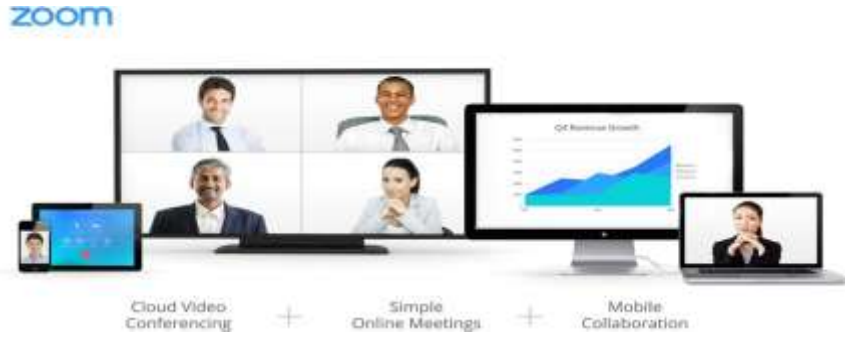 zoom
Q4 Revenue Growth
Cloud Video
Conferencing
+
Simple
Online Meetings
+
Mobile
Collaboration